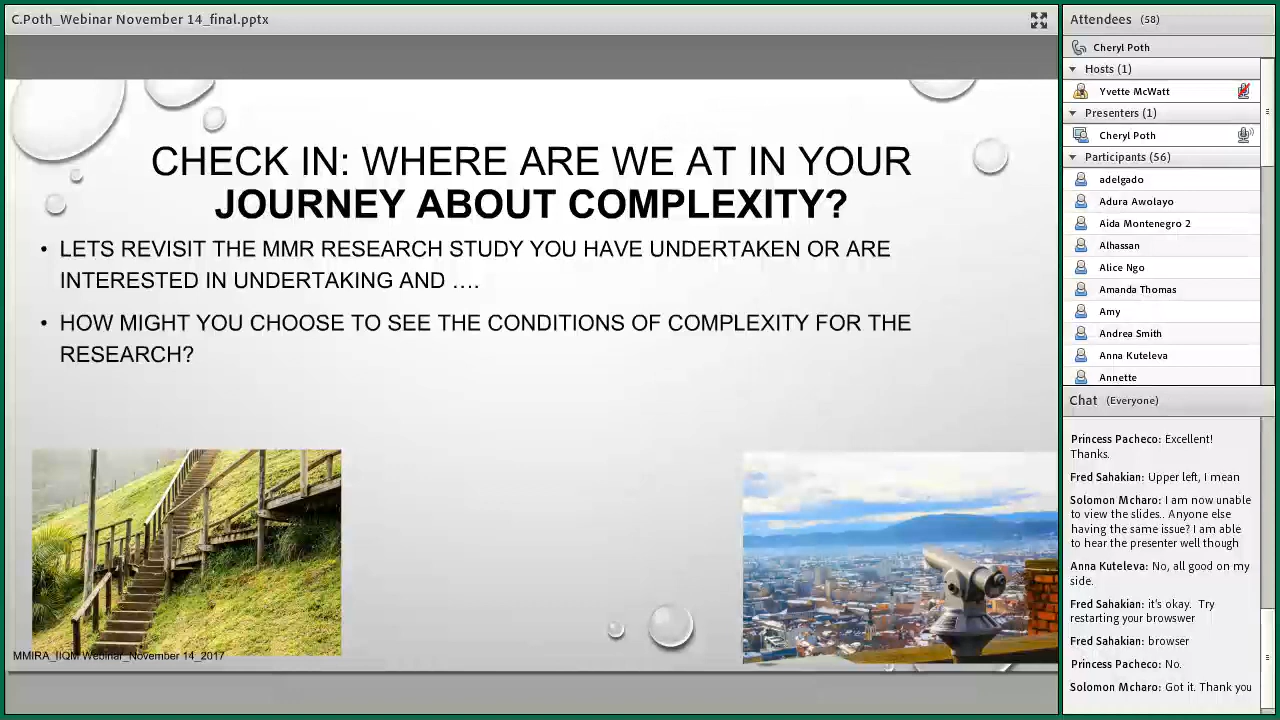 C.Poth_Webinar November 14_final.pptx
CHECK IN: WHERE ARE WE AT IN YOUR
JOURNEY ABOUT COMPLEXITY?
• LETS REVISIT THE MMR RESEARCH STUDY YOU HAVE UNDERTAKEN OR ARE
INTERESTED IN UNDERTAKING AND ….
• HOW MIGHT YOU CHOOSE TO SEE THE CONDITIONS OF COMPLEXITY FOR THE
RESEARCH?
MMIRA_IIQM Webinar_November 14_2017
Attendees (58)
Cheryl Poth
Hosts (1)
Yvette McWatt
Presenters (1)
Cheryl Poth
Participants (56)
adelgado
Adura Awolayo
Aida Montenegro 2
Alhassan
Alice Ngo
Amanda Thomas
Amy
Andrea Smith
Anna Kuteleva
Annette
Chat (Everyone)
Princess Pacheco: Excellent!
Thanks.
Fred Sahakian: Upper left, I mean
Solomon Mcharo: I am now unable
to view the slides.. Anyone else
having the same issue? I am able
to hear the presenter well though
Anna Kuteleva: No, all good on my
side.
Fred Sahakian: it's okay. Try
restarting your browswer
Fred Sahakian: browser
Princess Pacheco: No.
Solomon Mcharo: Got it. Thank you